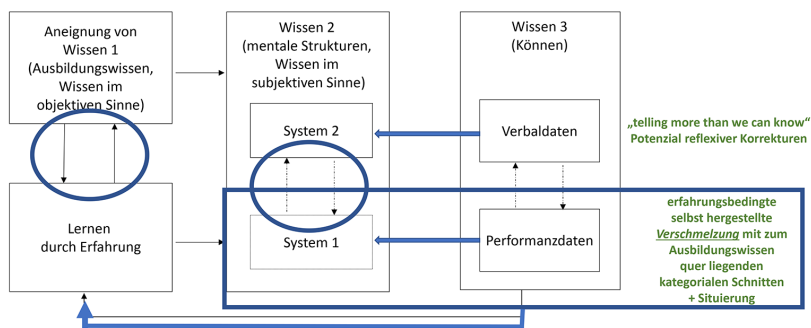 Aneignung von
Wissen 1
(Ausbildungswissen,
Wissen im
objektiven Sinne)
Lernen
durch Erfahrung
Wissen 2
(mentale Strukturen,
Wissen im
subjektiven Sinne)
System 2
System 1
Wissen 3
(Können)
Verbaldaten
Performanzdaten
„telling more than we can know“
Potenzial reflexiver Korrekturen
erfahrungsbedingte
selbst hergestellte
Verschmelzung mit zum
Ausbildungswissen
quer liegenden
kategorialen Schnitten
+ Situierung